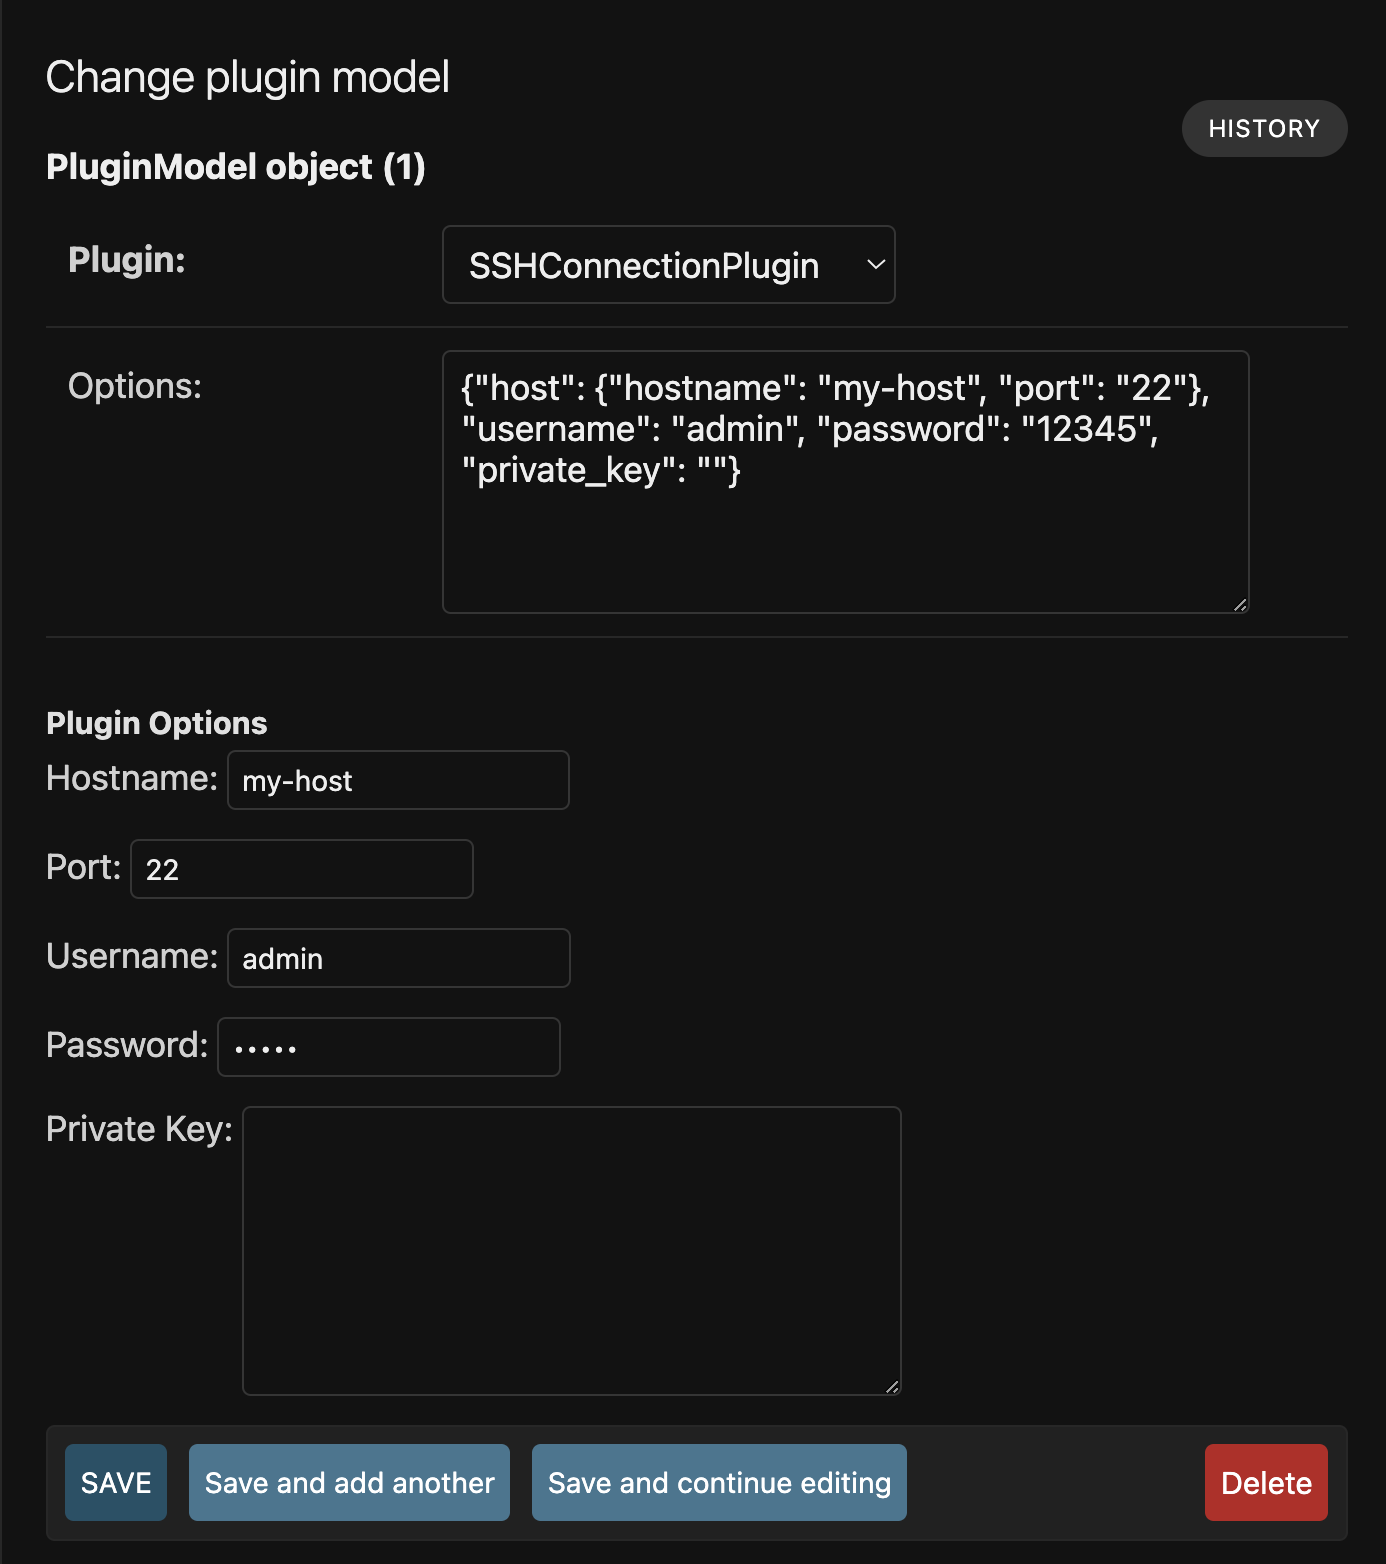 Change plugin model
HISTORY
PluginModel object (1)
Plugin:
SSHConnectionPlugin
Options:
{"host": {"hostname": "my-host", "port": "22"},
"username": "admin", "password": "12345",
"private_key": ""}
Plugin Options
Hostname:
my-host
Port:
22
Username:
admin
Password:
•••••
Private Key:
SAVE
Save and add another
Save and continue editing
Delete